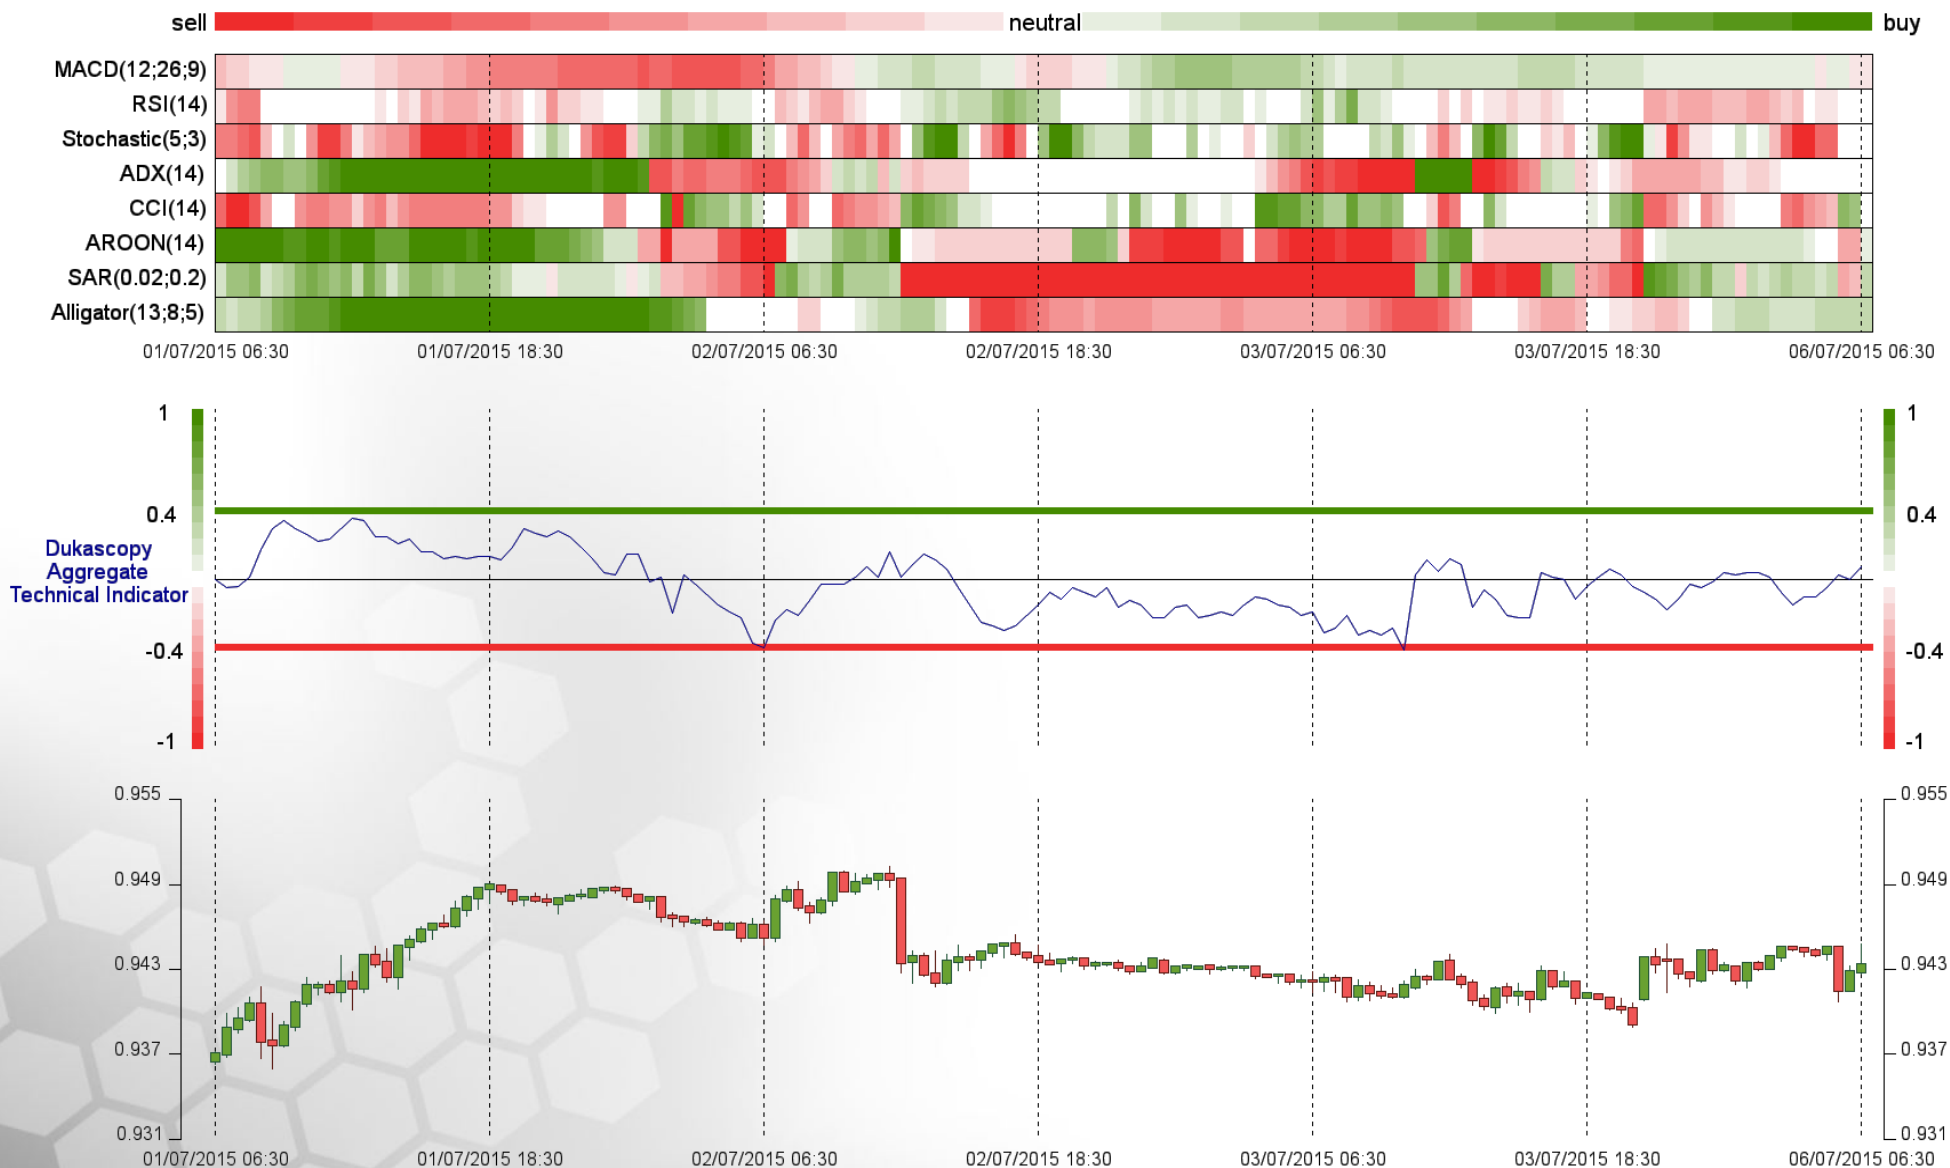 sell neutral buy
MACD(12;26;9)
RSI(14)
Stochastic(5;3)
ADX(14)
CCI(14)
AROON(14)
SAR(0.02;0.2)
Alligator(13;8;5)
01/07/2015 06:30 01/07/2015 18:30 02/07/2015 06:30 02/07/2015 18:30 03/07/2015 06:30 03/07/2015 18:30 06/07/2015 06:30
1 1
0.4 0.4
Dukascopy
Aggregate
Technical Indicator
-0.4 -0.4
-1 -1
0.955 0.955
0.949 0.949
0.943 0.943
0.937 0.937
0.931 0.931
01/07/2015 06:30 01/07/2015 18:30 02/07/2015 06:30 02/07/2015 18:30 03/07/2015 06:30 03/07/2015 18:30 06/07/2015 06:30